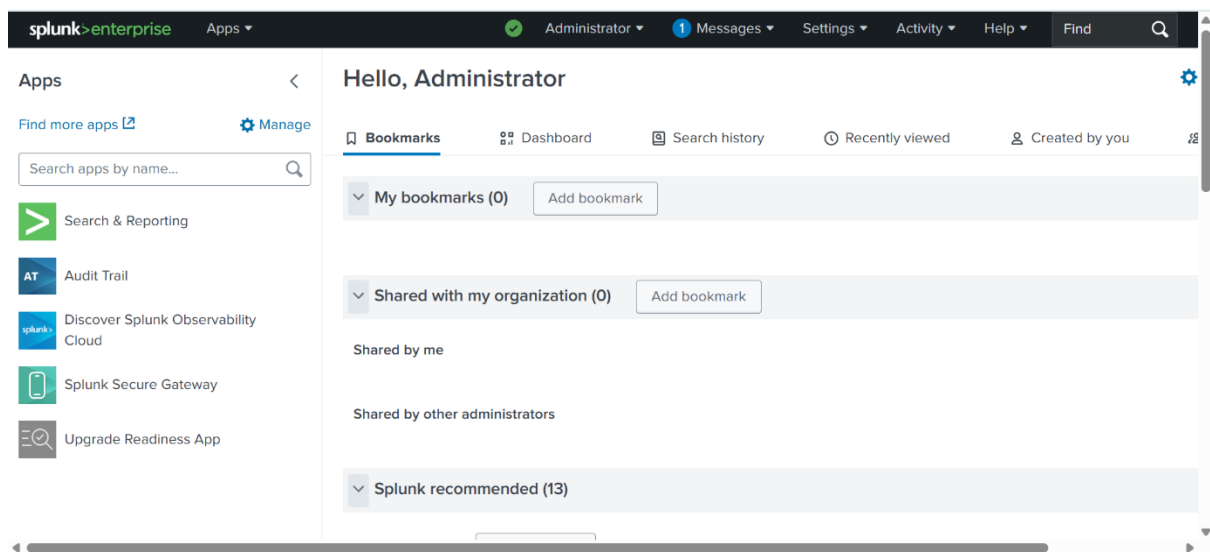 splunk>enterprise Apps Administrator 1 Messages Settings Activity Help Find
Apps
Find more apps Manage
Search apps by name...
Search & Reporting
AT Audit Trail
splunk> Discover Splunk Observability
Cloud
Splunk Secure Gateway
Upgrade Readiness App
Hello, Administrator
Bookmarks Dashboard Search history Recently viewed Created by you
My bookmarks (0) Add bookmark
Shared with my organization (0) Add bookmark
Shared by me
Shared by other administrators
Splunk recommended (13)